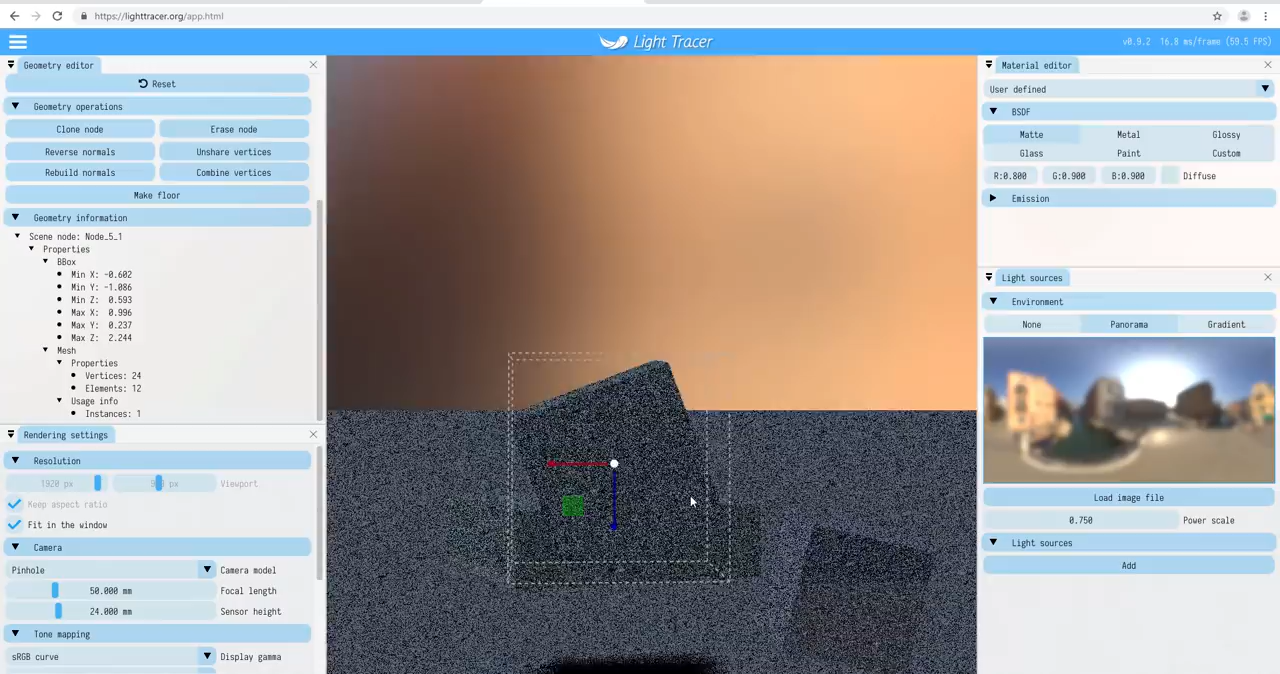 https://lighttracer.org/app.html
Light Tracer
v0.9.2 16.8 ms/frame (59.5 FPS)
Geometry editor
Reset
Geometry operations
Clone node
Erase node
Reverse normals
Unshare vertices
Rebuild normals
Combine vertices
Make floor
Geometry information
Scene node: Node_5_1
Properties
BBox
Min X: -0.602
Min Y: -1.086
Min Z: 0.593
Max X: 0.996
Max Y: 0.237
Max Z: 2.244
Mesh
Properties
Vertices: 24
Elements: 12
Usage info
Instances: 1
Rendering settings
Resolution
1920 px
Viewport
Keep aspect ratio
Fit in the window
Camera
Pinhole
Camera model
50.000 mm
Focal length
24.000 mm
Sensor height
Tone mapping
sRGB curve
Display gamma
Material editor
User defined
BSDF
Matte
Metal
Glossy
Glass
Paint
Custom
R:0.800
G:0.900
B:0.900
Diffuse
Emission
Light sources
Environment
None
Panorama
Gradient
Load image file
0.750
Power scale
Light sources
Add